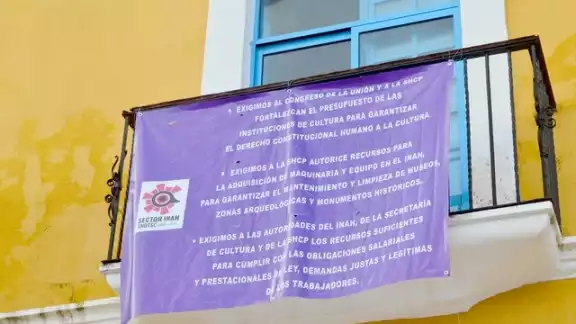 • EXIGIMOS AL CONGRESO DE LA UNIÓN Y A LA SHCP
FORTALEZCAN EL PRESUPUESTO DE LAS
INSTITUCIONES DE CULTURA PARA GARANTIZAR
EL DERECHO CONSTITUCIONAL HUMANO A LA CULTURA.
• EXIGIMOS A LA SHCP AUTORICE RECURSOS PARA
LA ADQUISICIÓN DE MAQUINARIA Y EQUIPO EN EL INAH,
PARA GARANTIZAR EL MANTENIMIENTO Y LIMPIEZA DE MUSEOS,
ZONAS ARQUEOLÓGICAS Y MONUMENTOS HISTÓRICOS.
• EXIGIMOS A LAS AUTORIDADES DEL INAH, DE LA SECRETARÍA
DE CULTURA Y DE LA SHCP LOS RECURSOS SUFICIENTES
PARA CUMPLIR CON LAS OBLIGACIONES SALARIALES
Y PRESTACIONALES DE LEY, DEMANDAS JUSTAS Y LEGÍTIMAS
DE LOS TRABAJADORES.
SECTOR INAH